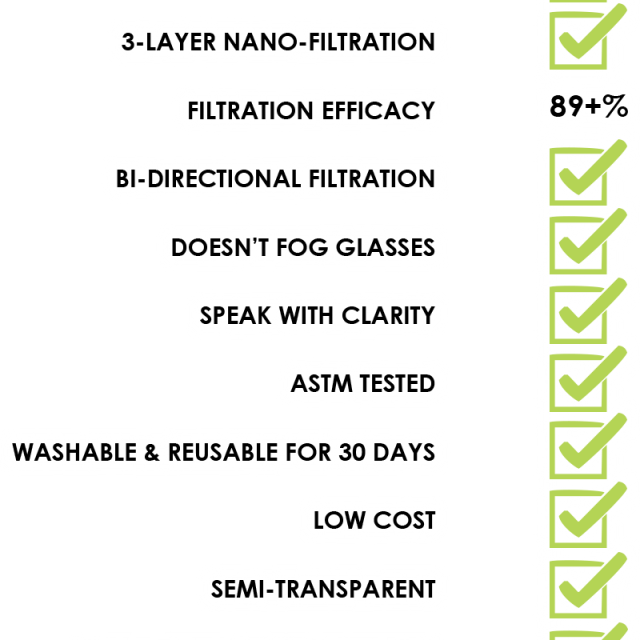 3-LAYER NANO-FILTRATION
FILTRATION EFFICACY 89+%
BI-DIRECTIONAL FILTRATION
DOESN'T FOG GLASSES
SPEAK WITH CLARITY
ASTM TESTED
WASHABLE & REUSABLE FOR 30 DAYS
LOW COST
SEMI-TRANSPARENT